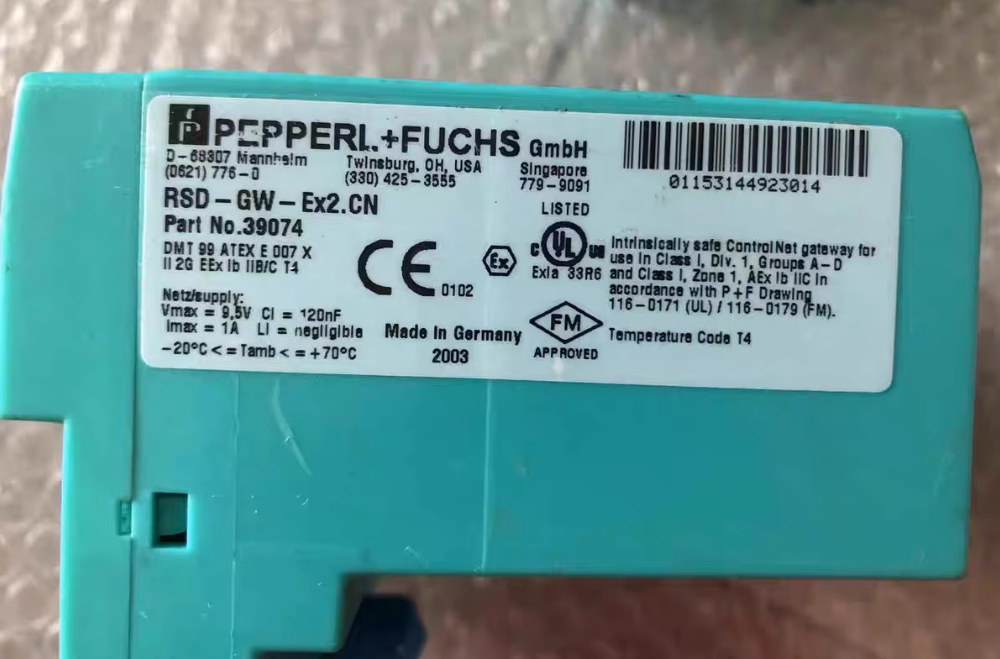 PEPPERL+FUCHS GmbH
D-68307 Mannheim
(0621) 776-0
Twinsburg, OH, USA
(330) 425-3555
Singapore
779-9091
01153144923014
RSD-GW-Ex2.CN
Part No.39074
DMT 99 ATEX E 007 X
II 2G EEx ib IIB/C T4
CE 0102
Ex
LISTED
c UL us
Exia 33R6
Intrinsically safe ControlNet gateway for
use in Class I, Div. 1, Groups A-D
and Class I, Zone 1, AEx ib IIC in
accordance with P+F Drawing
116-0171 (UL) / 116-0179 (FM).
Netz/supply:
Vmax = 9,5V Ci = 120nF
Imax = 1A Li = negligible
-20°C <= Tamb <= +70°C
Made in Germany
2003
FM
APPROVED
Temperature Code T4